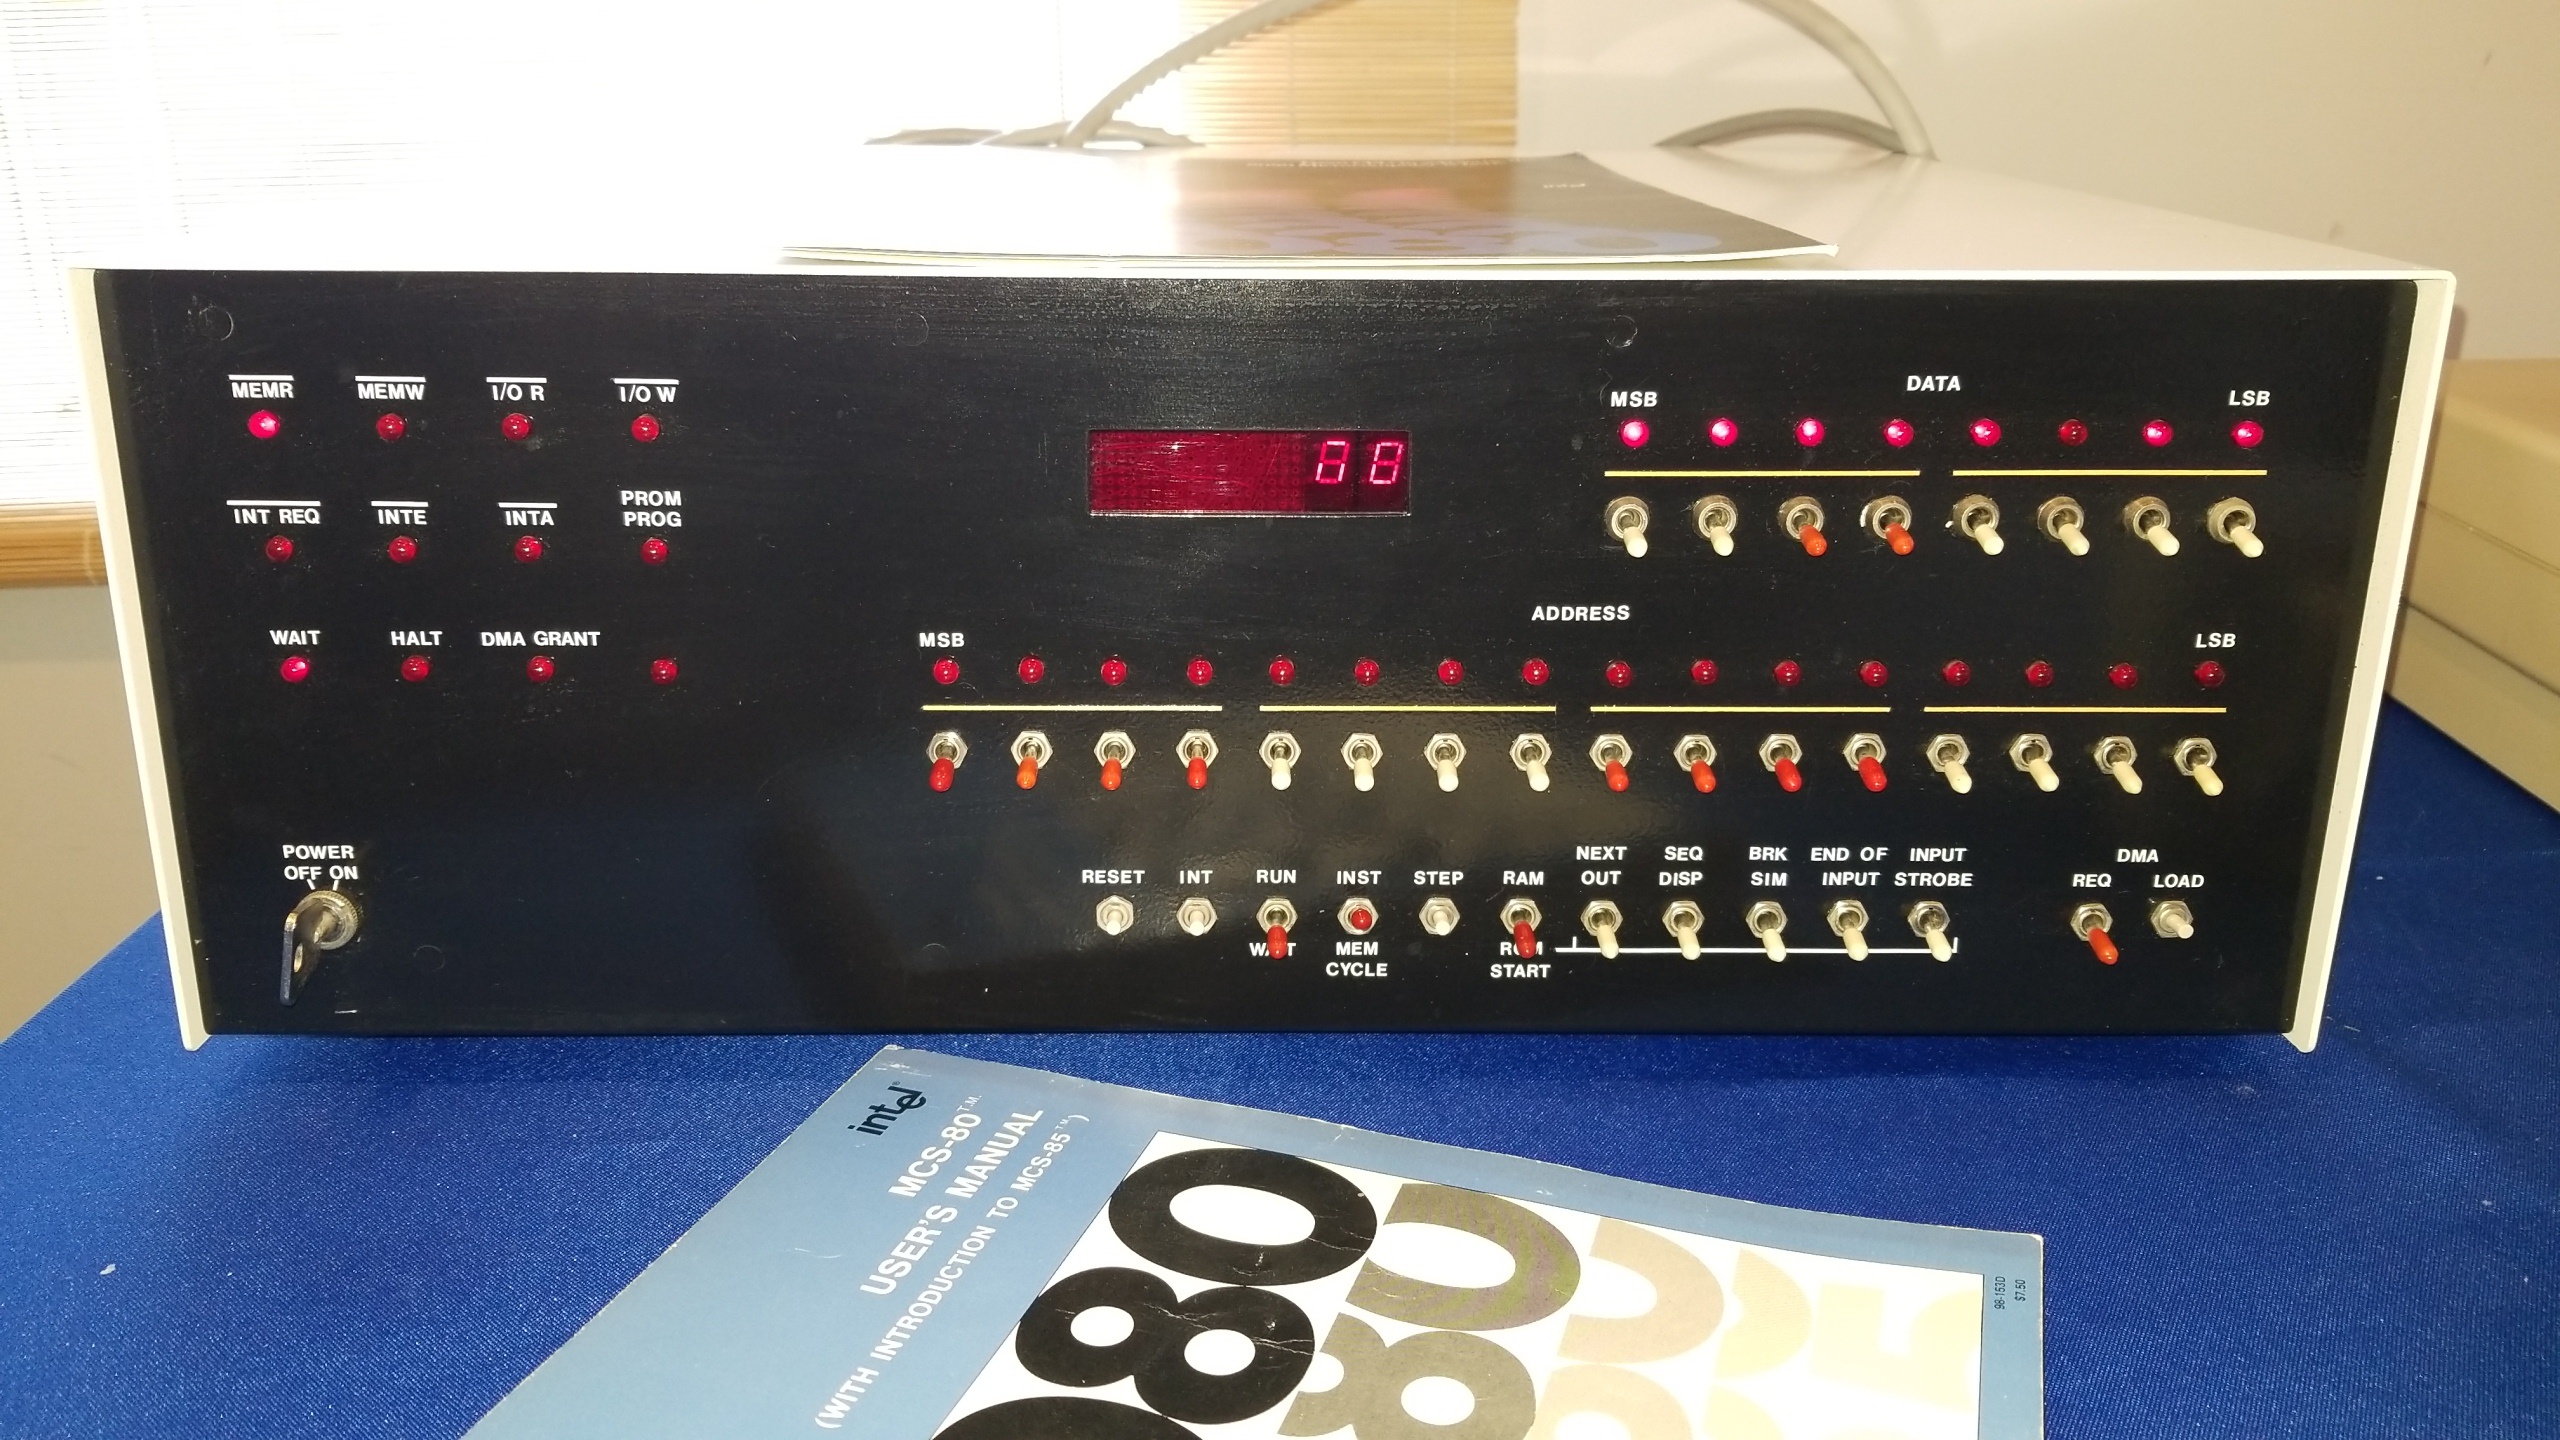 MEMR MEMW I/O R I/O W
INT REQ INTE INTA PROM PROG
WAIT HALT DMA GRANT
POWER
OFF ON
DATA
MSB LSB
ADDRESS
MSB LSB
RESET INT RUN INST STEP RAM NEXT OUT SEQ DISP BRK SIM END OF INPUT INPUT STROBE
WAIT MEM CYCLE ROM START
DMA
REQ LOAD
intel®
MCS-80 T.M.
USER'S MANUAL
(WITH INTRODUCTION TO MCS-85 T.M.)
98-153D
$7.50